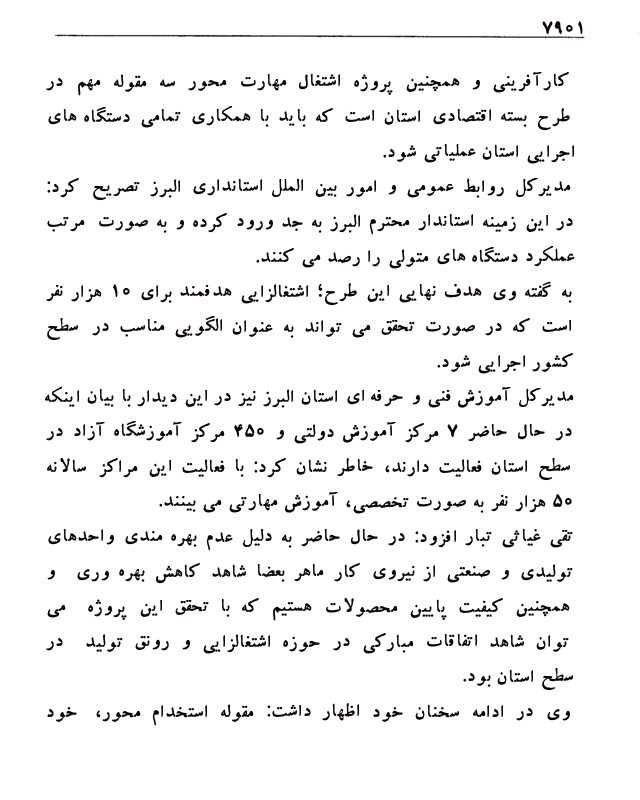 ۷۹۰۱
کارآفرینی و همچنین پروژه اشتغال مهارت محور سه مقوله مهم در
طرح بسته اقتصادی استان است که باید با همکاری تمامی دستگاه های
اجرایی استان عملیاتی شود.
مدیرکل روابط عمومی و امور بین الملل استانداری البرز تصریح کرد:
در این زمینه استاندار محترم البرز به جد ورود کرده و به صورت مرتب
عملکرد دستگاه های متولی را رصد می کنند.
به گفته وی هدف نهایی این طرح؛ اشتغالزایی هدفمند برای ۱۰ هزار نفر
است که در صورت تحقق می تواند به عنوان الگویی مناسب در سطح
کشور اجرایی شود.
مدیرکل آموزش فنی و حرفه ای استان البرز نیز در این دیدار با بیان اینکه
در حال حاضر ۷ مرکز آموزش دولتی و ۴۵۰ مرکز آموزشگاه آزاد در
سطح استان فعالیت دارند، خاطر نشان کرد: با فعالیت این مراکز سالانه
۵۰ هزار نفر به صورت تخصصی، آموزش مهارتی می بینند.
تقی غیاثی تبار افزود: در حال حاضر به دلیل عدم بهره مندی واحدهای
تولیدی و صنعتی از نیروی کار ماهر بعضا شاهد کاهش بهره وری و
همچنین کیفیت پایین محصولات هستیم که با تحقق این پروژه می
توان شاهد اتفاقات مبارکی در حوزه اشتغالزایی و رونق تولید در
سطح استان بود.
وی در ادامه سخنان خود اظهار داشت: مقوله استخدام محور، خود